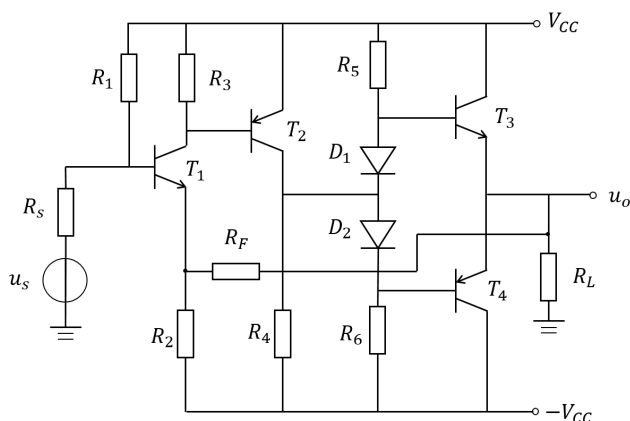 V_CC
R_1
R_3
R_5
T_3
T_2
D_1
T_1
R_s
u_o
D_2
R_F
u_s
T_4
R_L
R_2
R_4
R_6
−V_CC